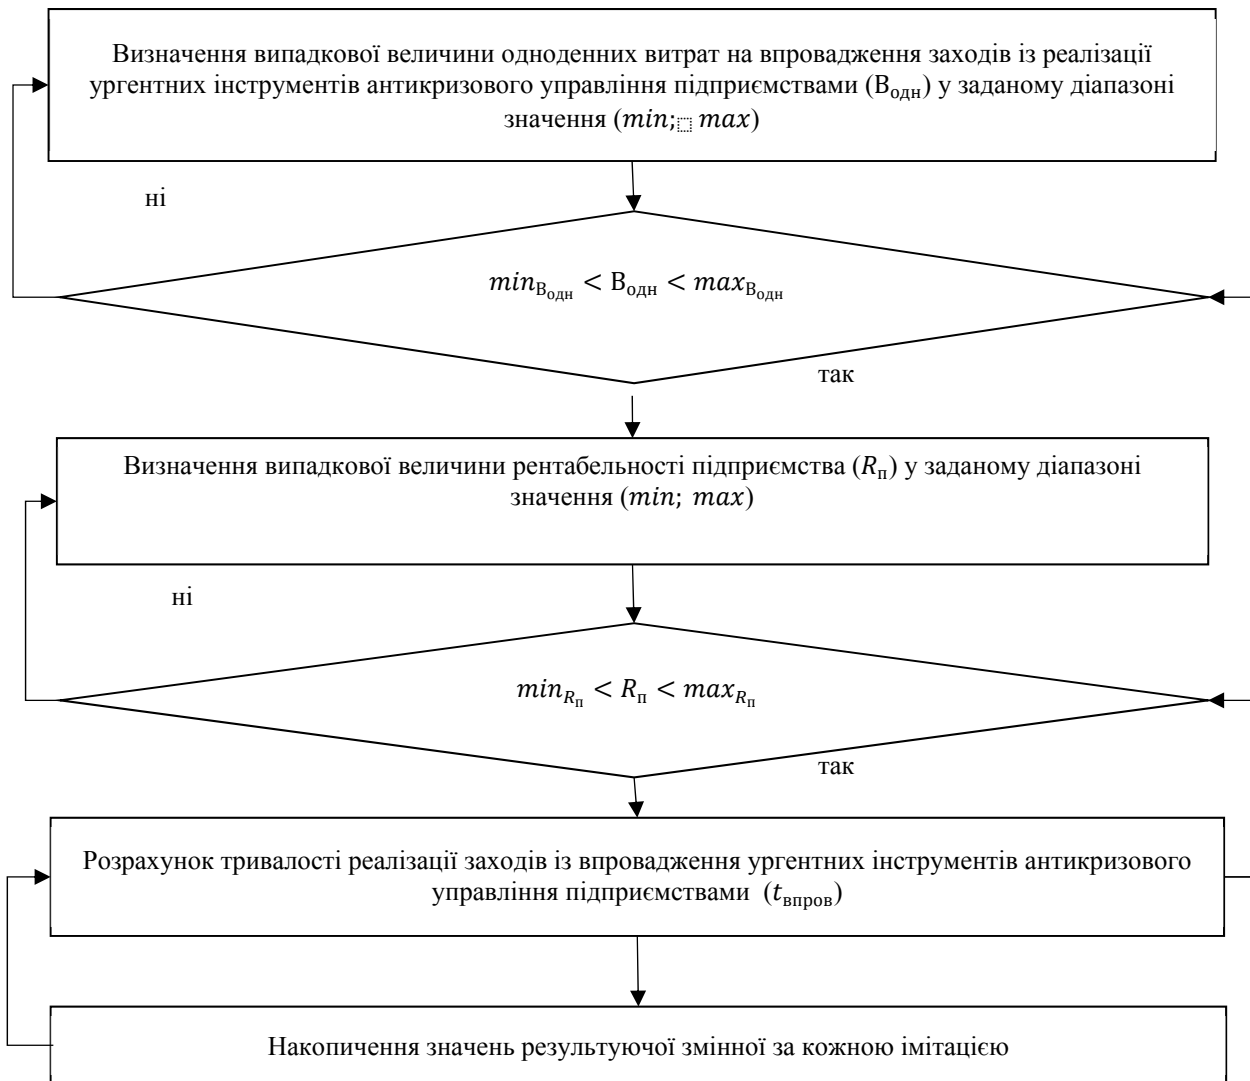 Визначення випадкової величини одноденних витрат на впровадження заходів із реалізації
ургентних інструментів антикризового управління підприємствами (Водн) у заданому діапазоні
значення (min; max)
ні
minВодн < Водн < maxВодн
так
Визначення випадкової величини рентабельності підприємства (Rп) у заданому діапазоні
значення (min; max)
ні
minRп < Rп < maxRп
так
Розрахунок тривалості реалізації заходів із впровадження ургентних інструментів антикризового
управління підприємствами (tвпров)
Накопичення значень результуючої змінної за кожною імітацією